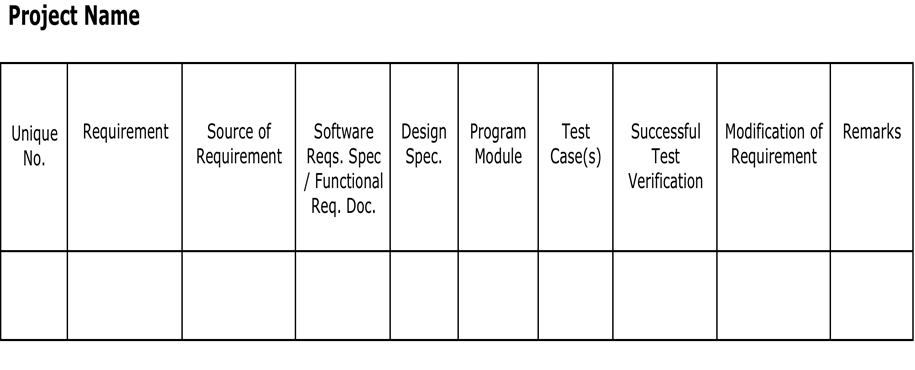 Project Name
Unique
No.
Requirement
Source of
Requirement
Software
Reqs. Spec
/ Functional
Req. Doc.
Design
Spec.
Program
Module
Test
Case(s)
Successful
Test
Verification
Modification of
Requirement
Remarks